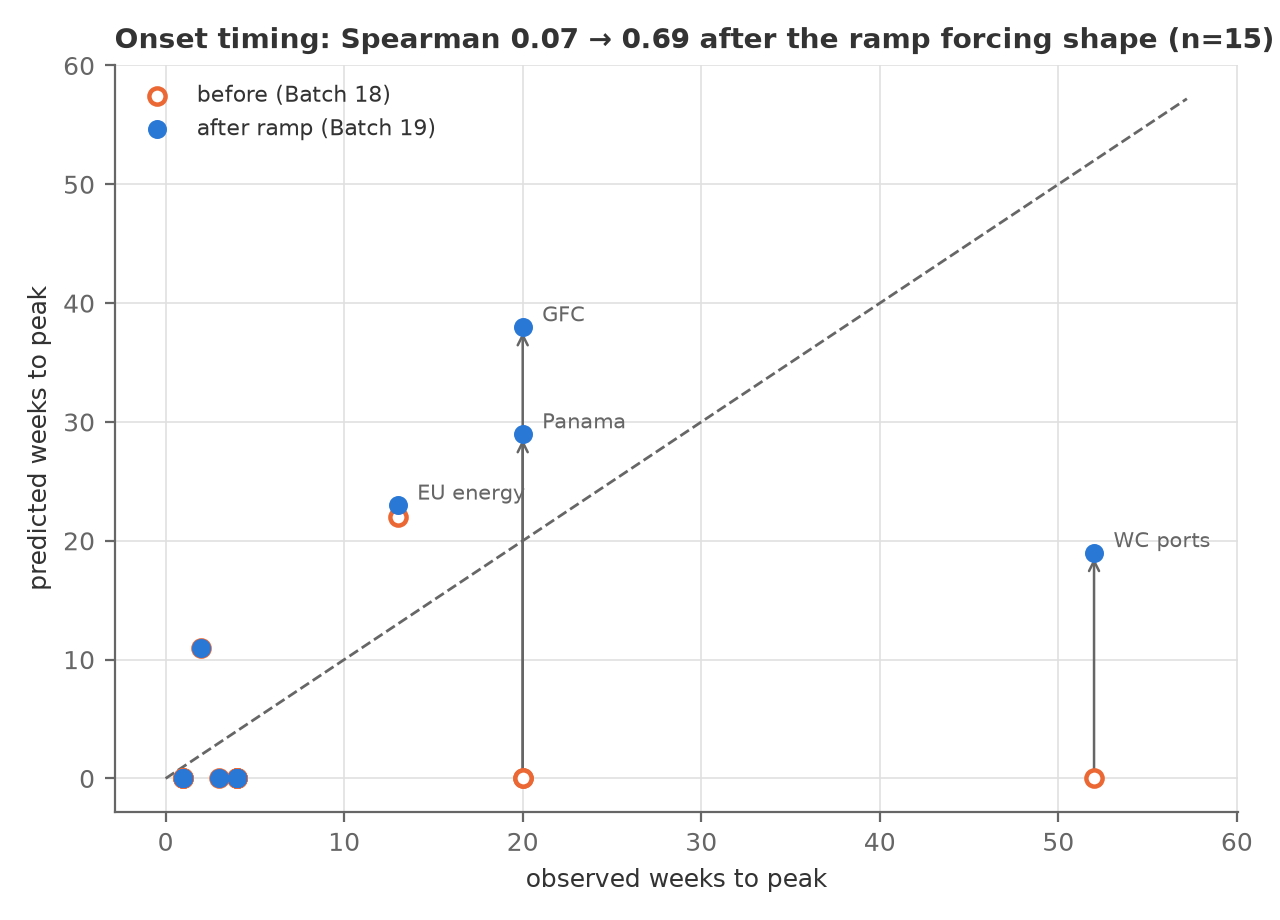 Onset timing: Spearman 0.07 → 0.69 after the ramp forcing shape (n=15)
before (Batch 18)
after ramp (Batch 19)
predicted weeks to peak
60
50
40
30
20
10
0
GFC
Panama
EU energy
WC ports
0 10 20 30 40 50 60
observed weeks to peak